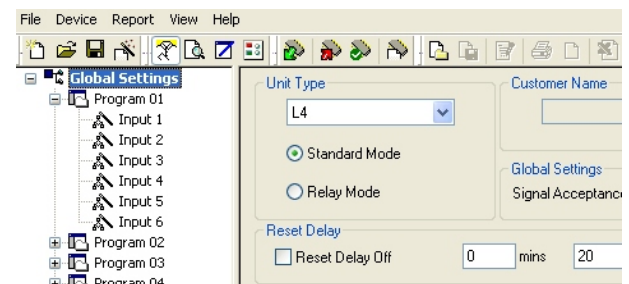 File Device Report View Help
Global Settings
Program 01
Input 1
Input 2
Input 3
Input 4
Input 5
Input 6
Program 02
Program 03
Program 04
Unit Type
L4
Standard Mode
Relay Mode
Customer Name
Global Settings
Signal Acceptance
Reset Delay
Reset Delay Off 0 mins 20